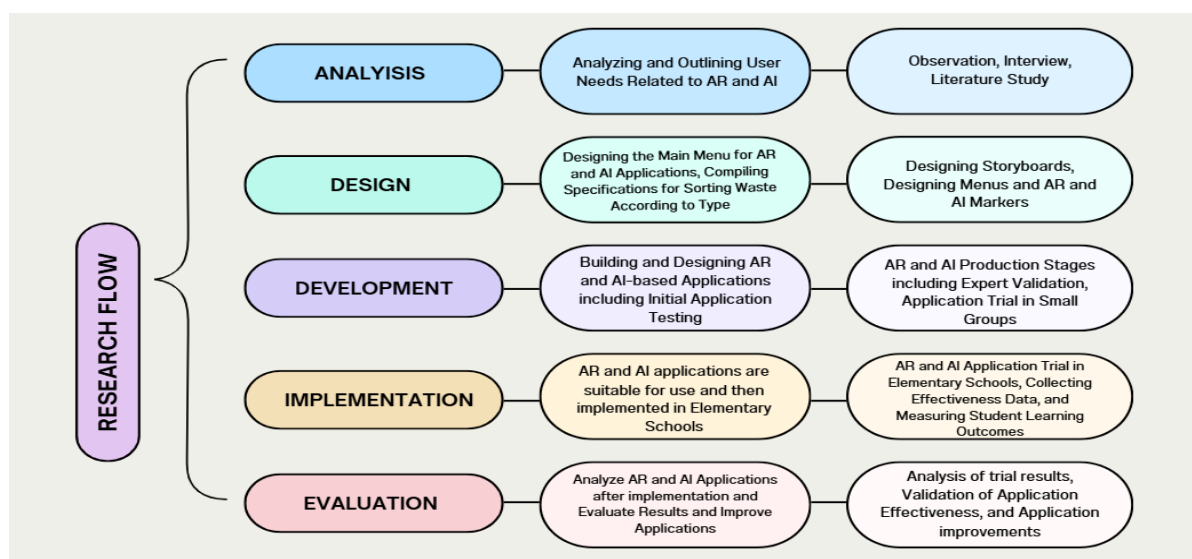 RESEARCH FLOW
ANALYISIS
Analyzing and Outlining User
Needs Related to AR and AI
Observation, Interview,
Literature Study
DESIGN
Designing the Main Menu for AR
and AI Applications, Compiling
Specifications for Sorting Waste
According to Type
Designing Storyboards,
Designing Menus and AR and
AI Markers
DEVELOPMENT
Building and Designing AR
and AI-based Applications
including Initial Application
Testing
AR and AI Production Stages
including Expert Validation,
Application Trial in Small
Groups
IMPLEMENTATION
AR and AI applications are
suitable for use and then
implemented in Elementary
Schools
AR and AI Application Trial in
Elementary Schools, Collecting
Effectiveness Data, and
Measuring Student Learning
Outcomes
EVALUATION
Analyze AR and AI Applications
after implementation and
Evaluate Results and Improve
Applications
Analysis of trial results,
Validation of Application
Effectiveness, and Application
improvements